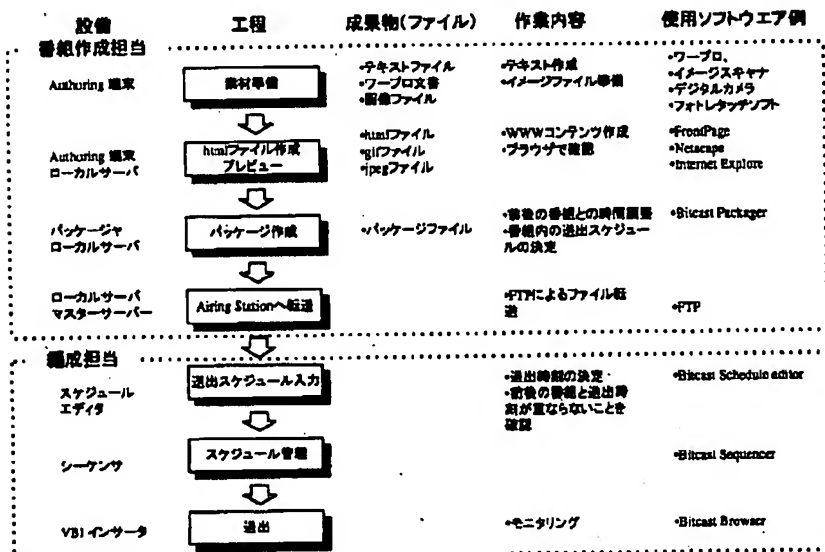 設備 工程 成果物(ファイル) 作業内容 使用ソフトウエア例
番組作成担当
Authoring 端末
素材準備
•テキストファイル
•ワープロ文書
•画像ファイル
•テキスト作成
•イメージファイル準備
•ワープロ、
•イメージスキャナ
•デジタルカメラ
•フォトレタッチソフト
Authoring 端末
ローカルサーバ
htmlファイル作成
プレビュー
•htmlファイル
•gifファイル
•jpegファイル
•WWWコンテンツ作成
•ブラウザで確認
•FrontPage
•Netscape
•Internet Explore
パッケージャ
ローカルサーバ
パッケージ作成
•パッケージファイル
•前後の番組との時間調整
•番組内の送出スケジュー
ルの決定
•Bitcast Packager
ローカルサーバ
マスターサーバー
Airing Stationへ転送
•FTPによるファイル転
送
•FTP
編成担当
スケジュール
エディタ
送出スケジュール入力
•送出時刻の決定
•前後の番組と送出時
刻が重ならないことを
確認
•Bitcast Schedule editor
シーケンサ
スケジュール管理
•Bitcast Sequencer
VBIインサータ
送出
•モニタリング
•Bitcast Browser